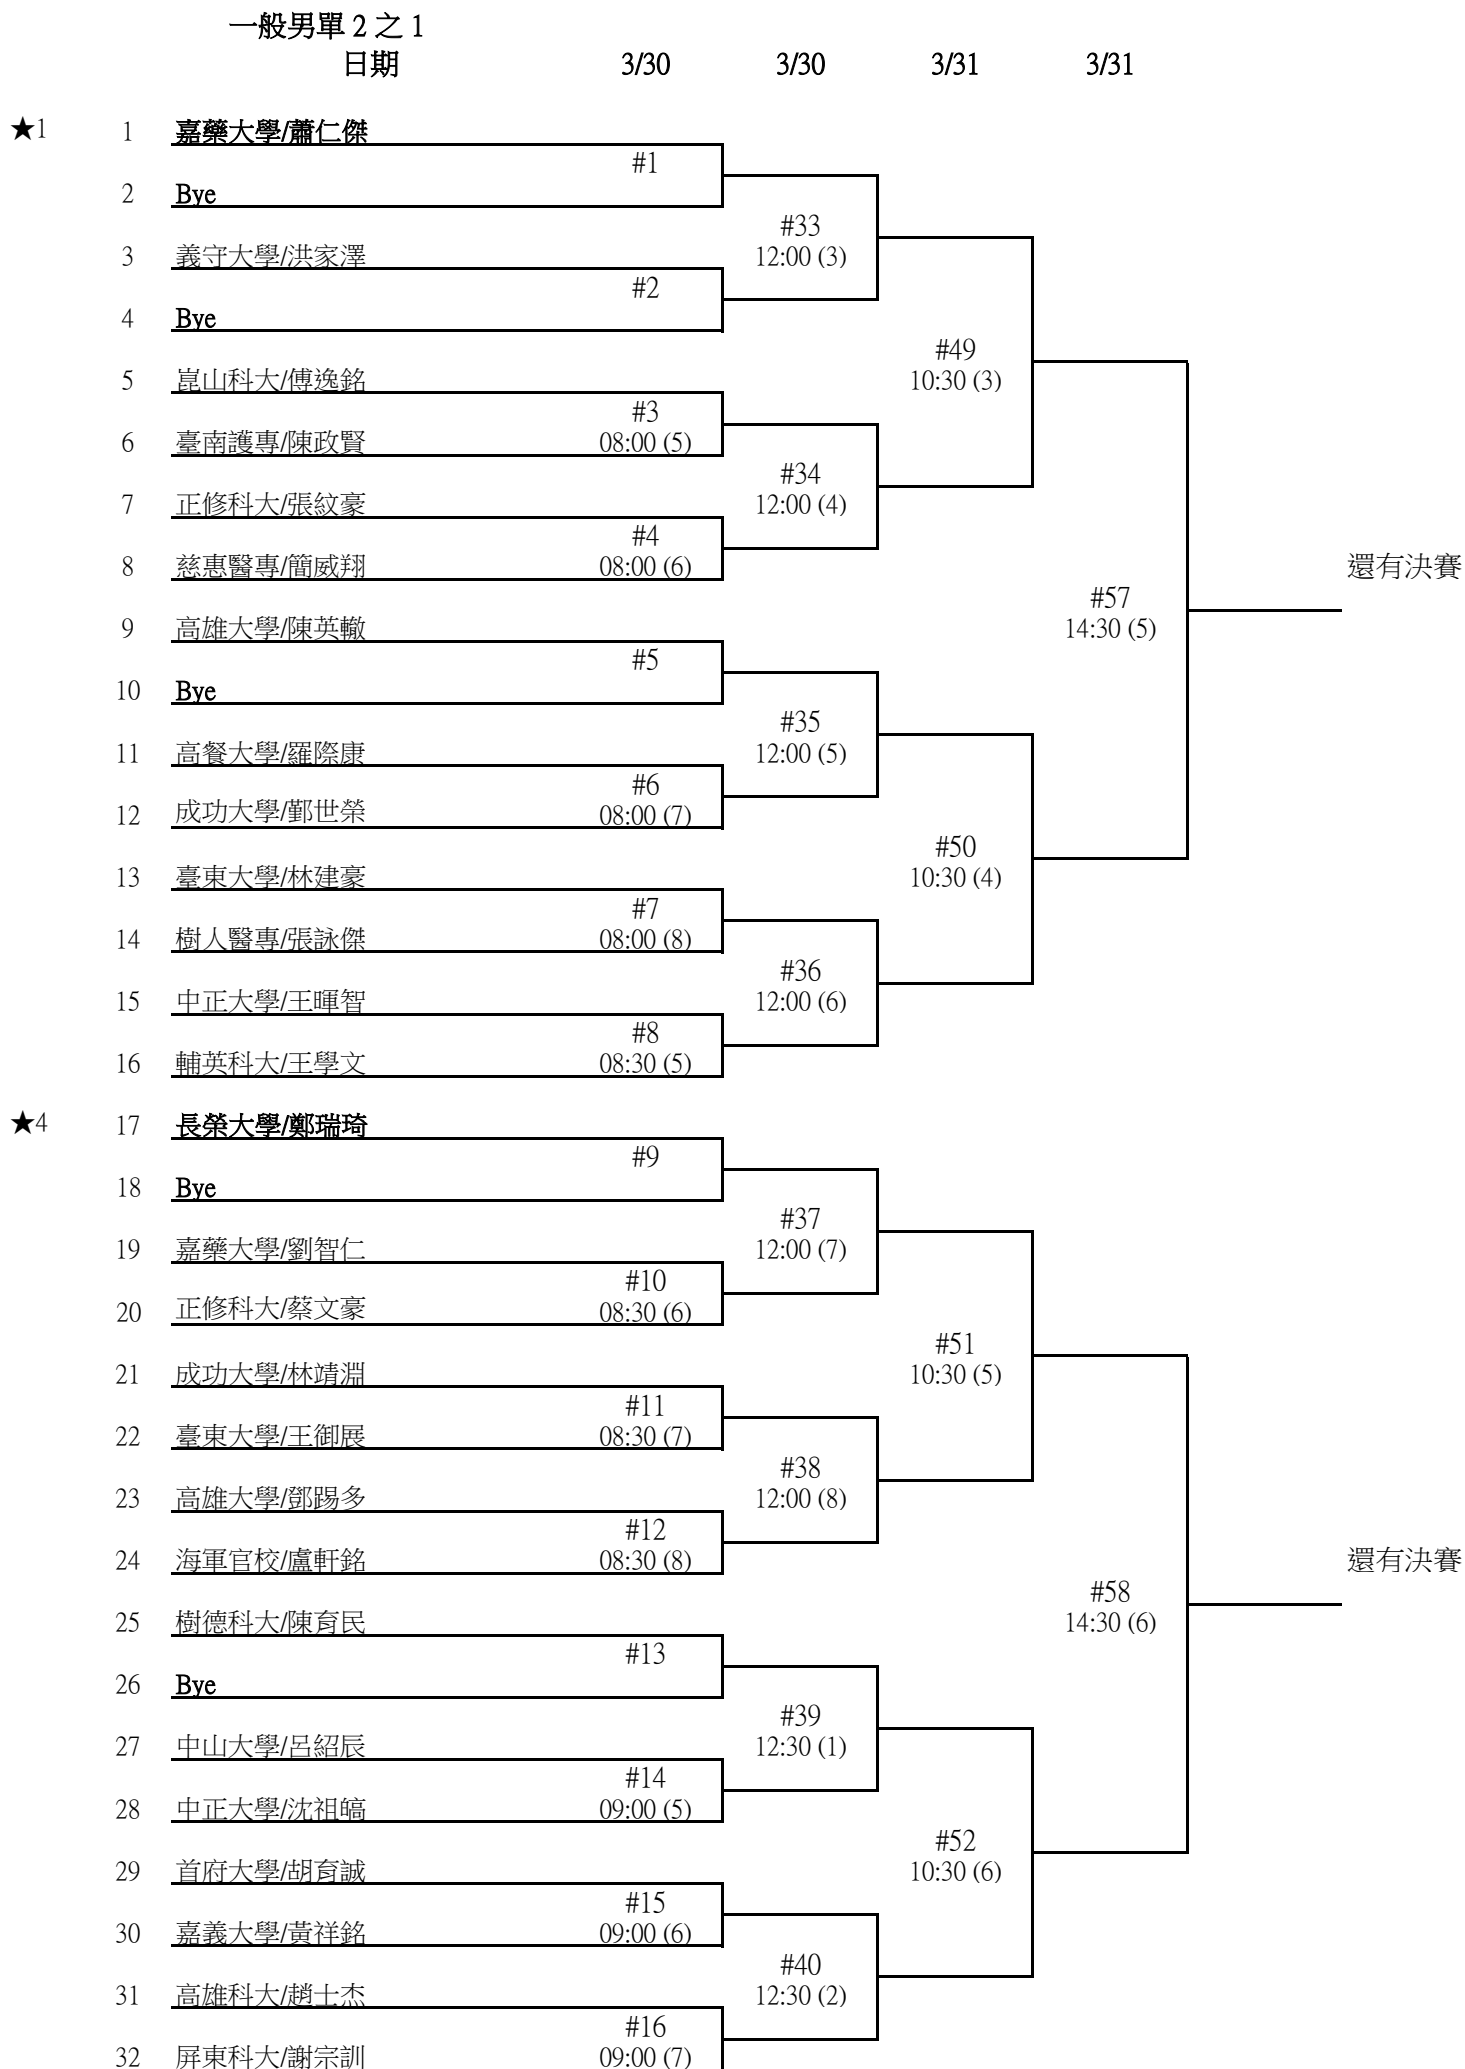 一般男單 2 之 1
日期 3/30 3/30 3/31 3/31
★1 1 嘉藥大學/蕭仁傑
#1
2 Bye
#33
3 義守大學/洪家澤 12:00 (3)
#2
4 Bye
#49
5 崑山科大/傅逸銘 10:30 (3)
#3
6 臺南護專/陳政賢 08:00 (5)
#34
7 正修科大/張紋豪 12:00 (4)
#4
8 慈惠醫專/簡威翔 08:00 (6) 還有決賽
#57
9 高雄大學/陳英轍 14:30 (5)
#5
10 Bye
#35
11 高餐大學/羅際康 12:00 (5)
#6
12 成功大學/鄞世榮 08:00 (7)
#50
13 臺東大學/林建豪 10:30 (4)
#7
14 樹人醫專/張詠傑 08:00 (8)
#36
15 中正大學/王暉智 12:00 (6)
#8
16 輔英科大/王學文 08:30 (5)
★4 17 長榮大學/鄭瑞琦
#9
18 Bye
#37
19 嘉藥大學/劉智仁 12:00 (7)
#10
20 正修科大/蔡文豪 08:30 (6)
#51
21 成功大學/林靖淵 10:30 (5)
#11
22 臺東大學/王御展 08:30 (7)
#38
23 高雄大學/鄧踢多 12:00 (8)
#12
24 海軍官校/盧軒銘 08:30 (8) 還有決賽
#58
25 樹德科大/陳育民 14:30 (6)
#13
26 Bye
#39
27 中山大學/呂紹辰 12:30 (1)
#14
28 中正大學/沈祖皜 09:00 (5)
#52
29 首府大學/胡育誠 10:30 (6)
#15
30 嘉義大學/黃祥銘 09:00 (6)
#40
31 高雄科大/趙士杰 12:30 (2)
#16
32 屏東科大/謝宗訓 09:00 (7)